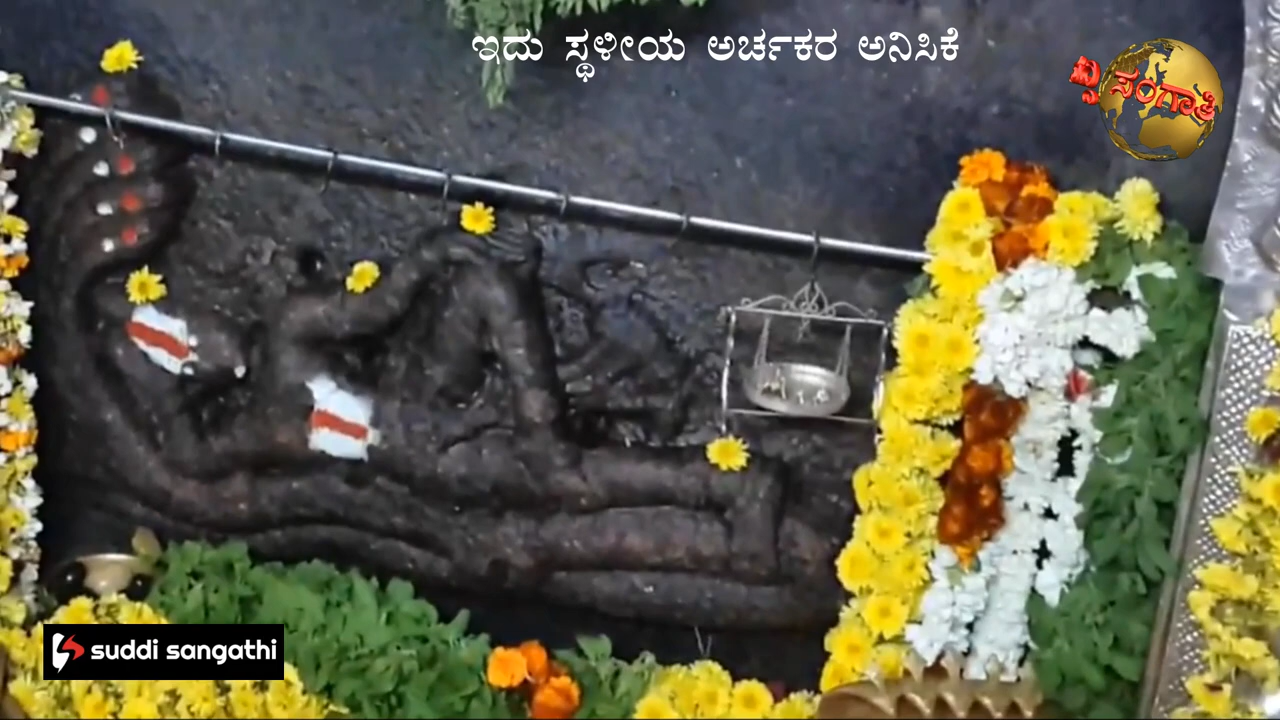 ಇದು ಸ್ಥಳೀಯ ಅರ್ಚಕರ ಅನಿಸಿಕೆ
ಸಂಗಾತಿ
suddi sangathi